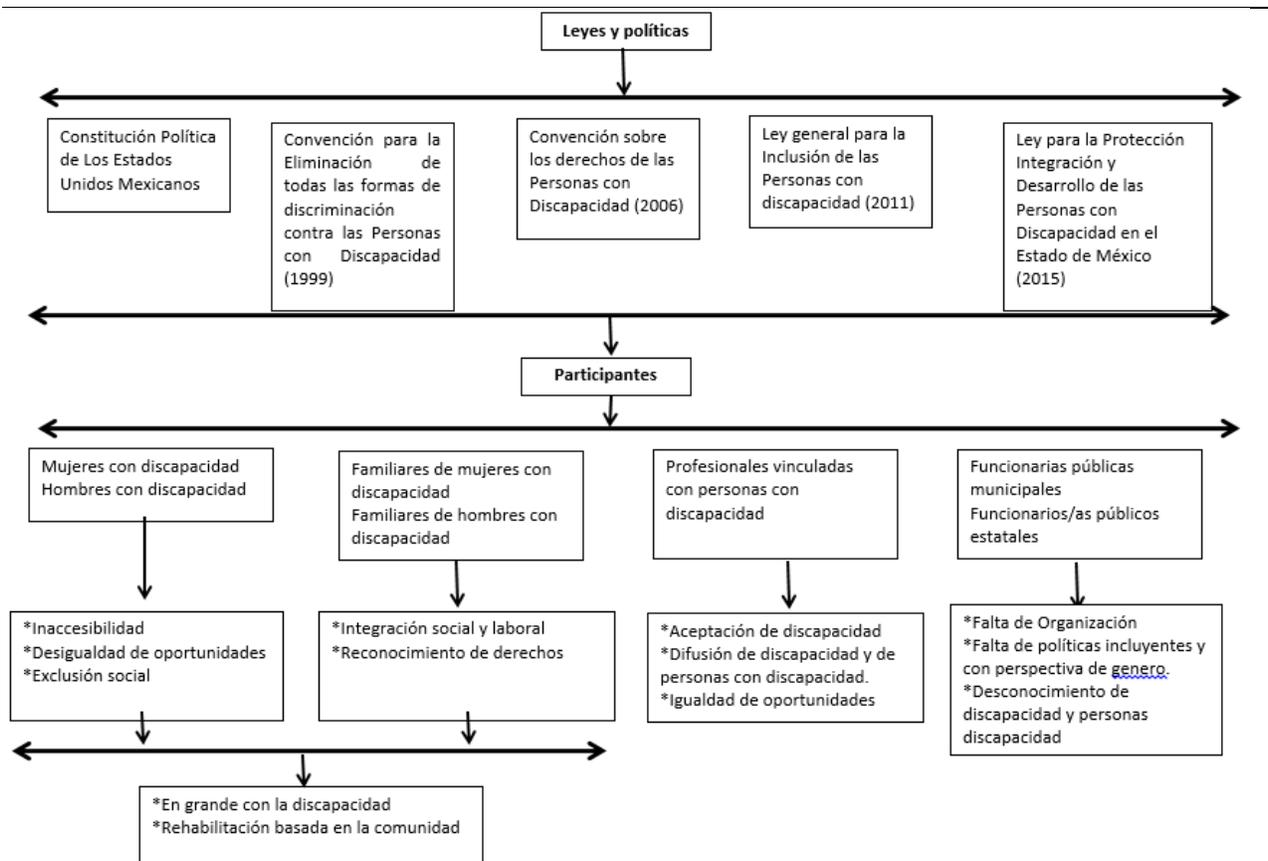 Leyes y políticas
Constitución Política
de Los Estados
Unidos Mexicanos
Convención para la
Eliminación de
todas las formas de
discriminación
contra las Personas
con Discapacidad
(1999)
Convención sobre
los derechos de las
Personas con
Discapacidad (2006)
Ley general para la
Inclusión de las
Personas con
discapacidad (2011)
Ley para la Protección
Integración y
Desarrollo de las
Personas con
Discapacidad en el
Estado de México
(2015)
Participantes
Mujeres con discapacidad
Hombres con discapacidad
Familiares de mujeres con
discapacidad
Familiares de hombres con
discapacidad
Profesionales vinculadas
con personas con
discapacidad
Funcionarias públicas
municipales
Funcionarios/as públicos
estatales
*Inaccesibilidad
*Desigualdad de oportunidades
*Exclusión social
*Integración social y laboral
*Reconocimiento de derechos
*Aceptación de discapacidad
*Difusión de discapacidad y de
personas con discapacidad.
*Igualdad de oportunidades
*Falta de Organización
*Falta de políticas incluyentes y
con perspectiva de genero.
*Desconocimiento de
discapacidad y personas
discapacidad
*En grande con la discapacidad
*Rehabilitación basada en la comunidad